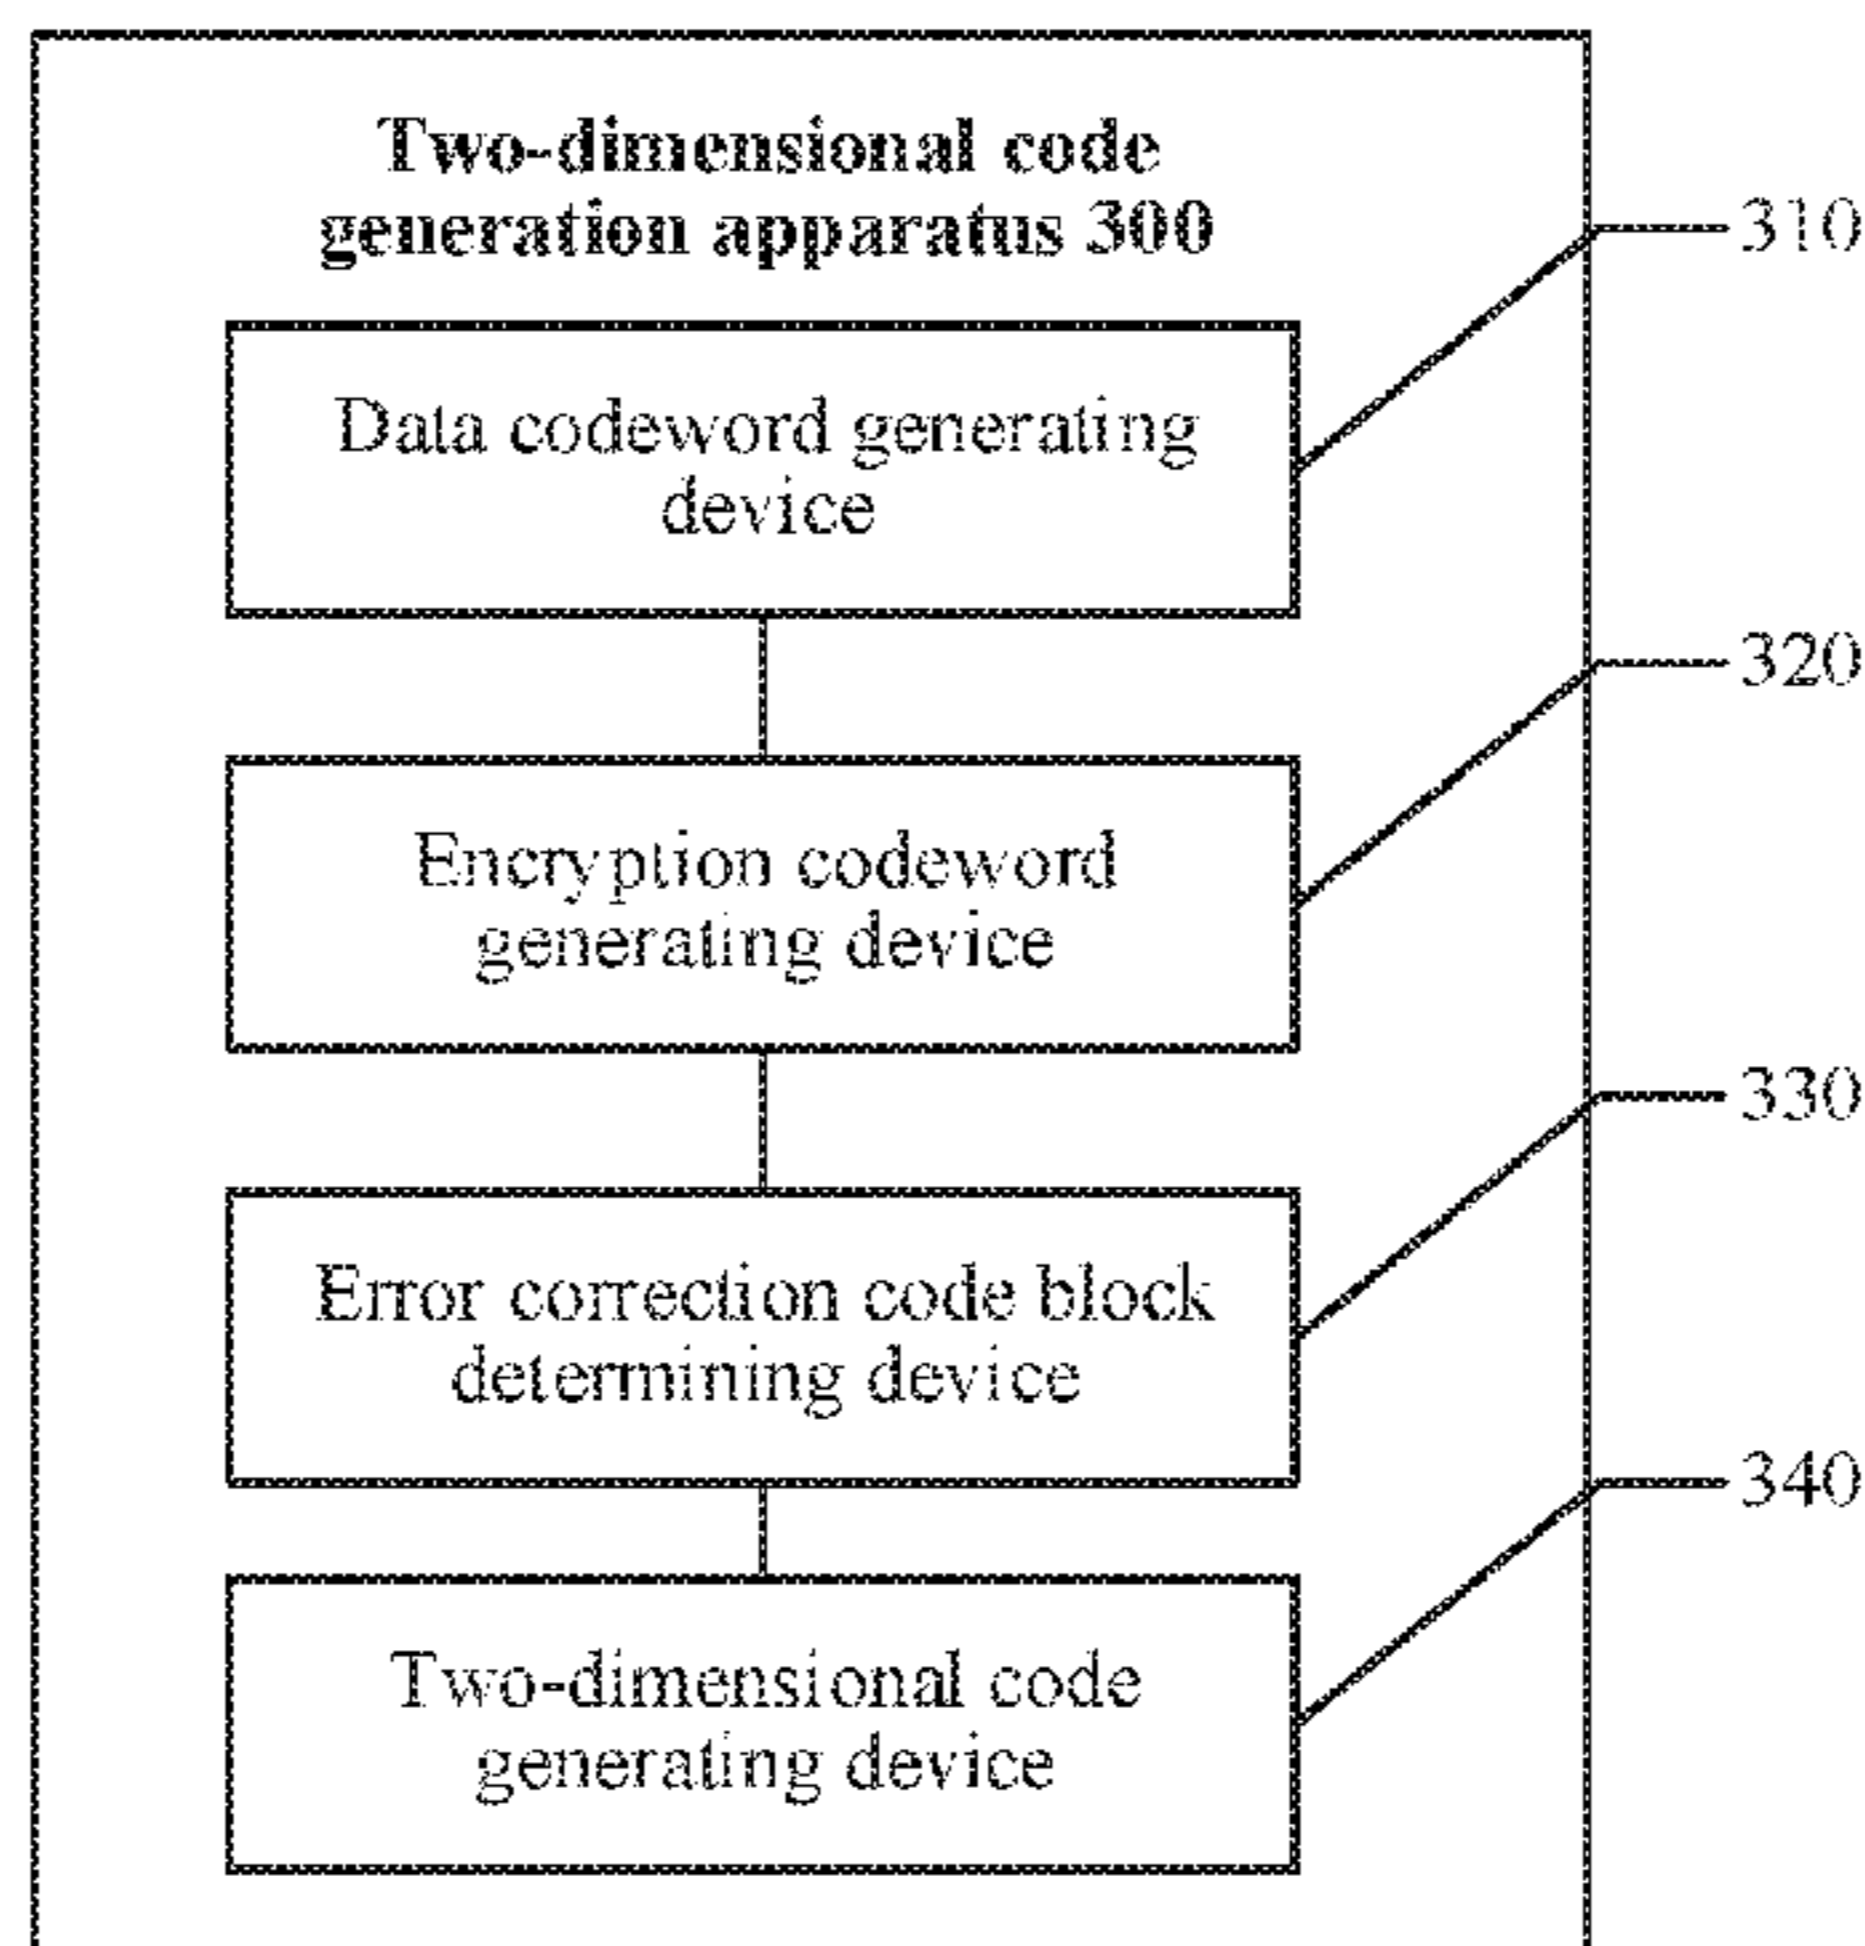 Two-dimensional code
generation apparatus 300
310
Data codeword generating
device
320
Encryption codeword
generating device
330
Error correction code block
determining device
340
Two-dimensional code
generating device